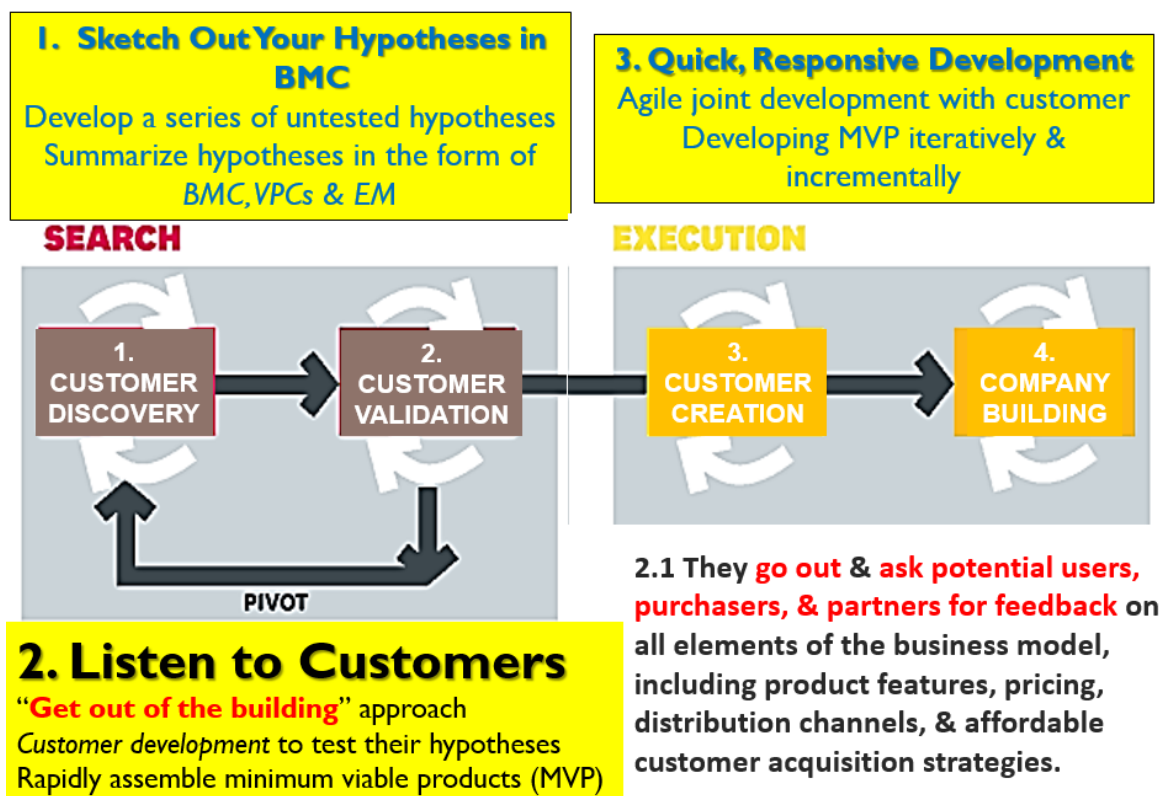 1. Sketch Out Your Hypotheses in
BMC
Develop a series of untested hypotheses
Summarize hypotheses in the form of
BMC, VPCs & EM
3. Quick, Responsive Development
Agile joint development with customer
Developing MVP iteratively &
incrementally
SEARCH
EXECUTION
1.
CUSTOMER
DISCOVERY
2.
CUSTOMER
VALIDATION
3.
CUSTOMER
CREATION
4.
COMPANY
BUILDING
PIVOT
2. Listen to Customers
“Get out of the building” approach
Customer development to test their hypotheses
Rapidly assemble minimum viable products (MVP)
2.1 They go out & ask potential users,
purchasers, & partners for feedback on
all elements of the business model,
including product features, pricing,
distribution channels, & affordable
customer acquisition strategies.